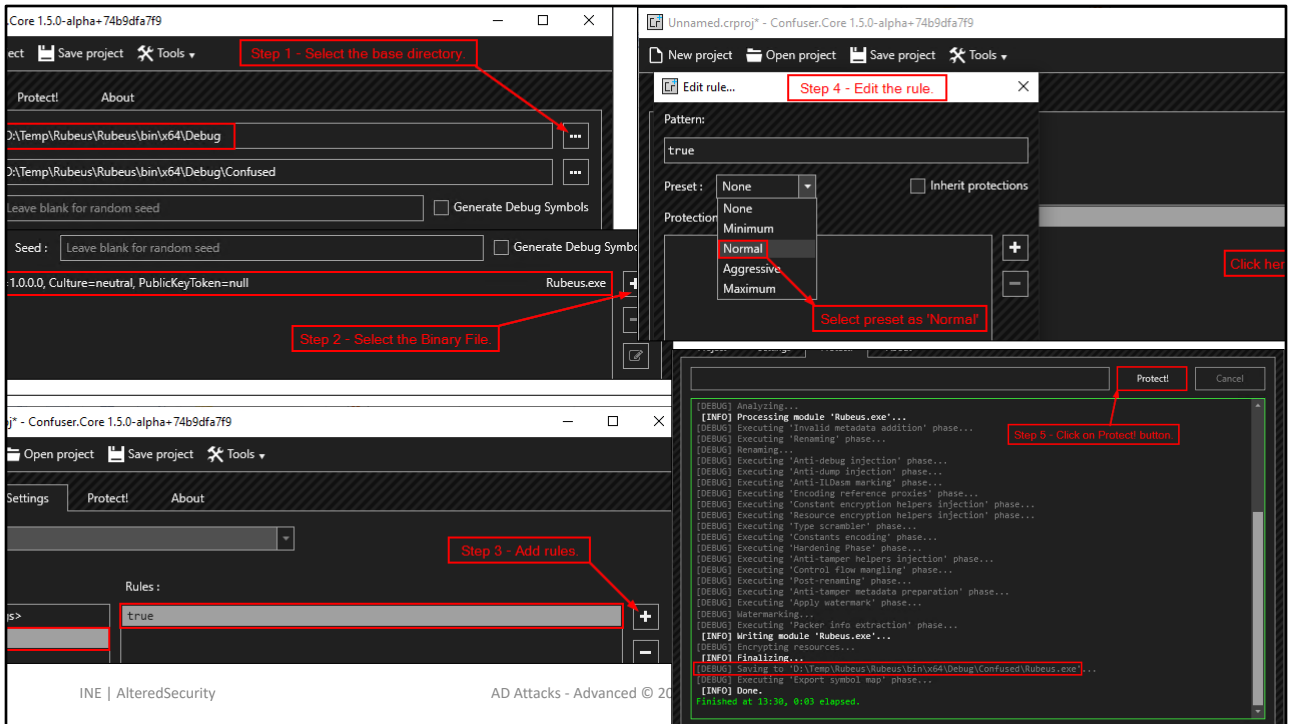 .Core 1.5.0-alpha+74b9dfa7f9
ect Save project Tools
Step 1 - Select the base directory.
Protect! About
D:\Temp\Rubeus\Rubeus\bin\x64\Debug
...
D:\Temp\Rubeus\Rubeus\bin\x64\Debug\Confused
...
Leave blank for random seed Generate Debug Symbols
Seed : Leave blank for random seed Generate Debug Symbo
=1.0.0.0, Culture=neutral, PublicKeyToken=null Rubeus.exe
Step 2 - Select the Binary File.
Unnamed.crproj* - Confuser.Core 1.5.0-alpha+74b9dfa7f9
New project Open project Save project Tools
Edit rule...
Step 4 - Edit the rule.
Pattern:
true
Preset : None Inherit protections
None
Protection
Minimum
Normal
Aggressive
Maximum
Click her
Select preset as 'Normal'
j* - Confuser.Core 1.5.0-alpha+74b9dfa7f9
Open project Save project Tools
Settings Protect! About
Step 3 - Add rules.
Rules :
gs>
true
Protect! Cancel
Step 5 - Click on Protect! button.
[DEBUG] Analyzing...
[INFO] Processing module 'Rubeus.exe'...
[DEBUG] Executing 'Invalid metadata addition' phase...
[DEBUG] Executing 'Renaming' phase...
[DEBUG] Renaming...
[DEBUG] Executing 'Anti-debug injection' phase...
[DEBUG] Executing 'Anti-dump injection' phase...
[DEBUG] Executing 'Anti-ILDasm marking' phase...
[DEBUG] Executing 'Encoding reference proxies' phase...
[DEBUG] Executing 'Constant encryption helpers injection' phase...
[DEBUG] Executing 'Resource encryption helpers injection' phase...
[DEBUG] Executing 'Type scrambler' phase...
[DEBUG] Executing 'Constants encoding' phase...
[DEBUG] Executing 'Hardening Phase' phase...
[DEBUG] Executing 'Anti-tamper helpers injection' phase...
[DEBUG] Executing 'Control flow mangling' phase...
[DEBUG] Executing 'Post-renaming' phase...
[DEBUG] Executing 'Anti-tamper metadata preparation' phase...
[DEBUG] Executing 'Apply watermark' phase...
[DEBUG] Watermarking...
[DEBUG] Executing 'Packer info extraction' phase...
[INFO] Writing module 'Rubeus.exe'...
[DEBUG] Encrypting resources...
[INFO] Finalizing...
[DEBUG] Saving to 'D:\Temp\Rubeus\Rubeus\bin\x64\Debug\Confused\Rubeus.exe'...
[DEBUG] Executing 'Export symbol map' phase...
[INFO] Done.
Finished at 13:30, 0:03 elapsed.
INE | AlteredSecurity
AD Attacks - Advanced © 20